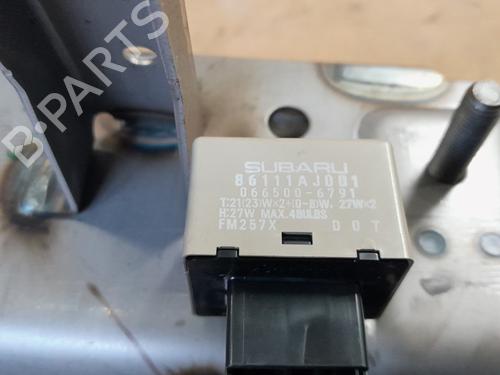 B-PARTS
SUBARU
86111AJ001
066500-6791
T:21(23)W×2+(0-8)W, 27W×2
H:27W MAX.4BULBS
FM257X DOT